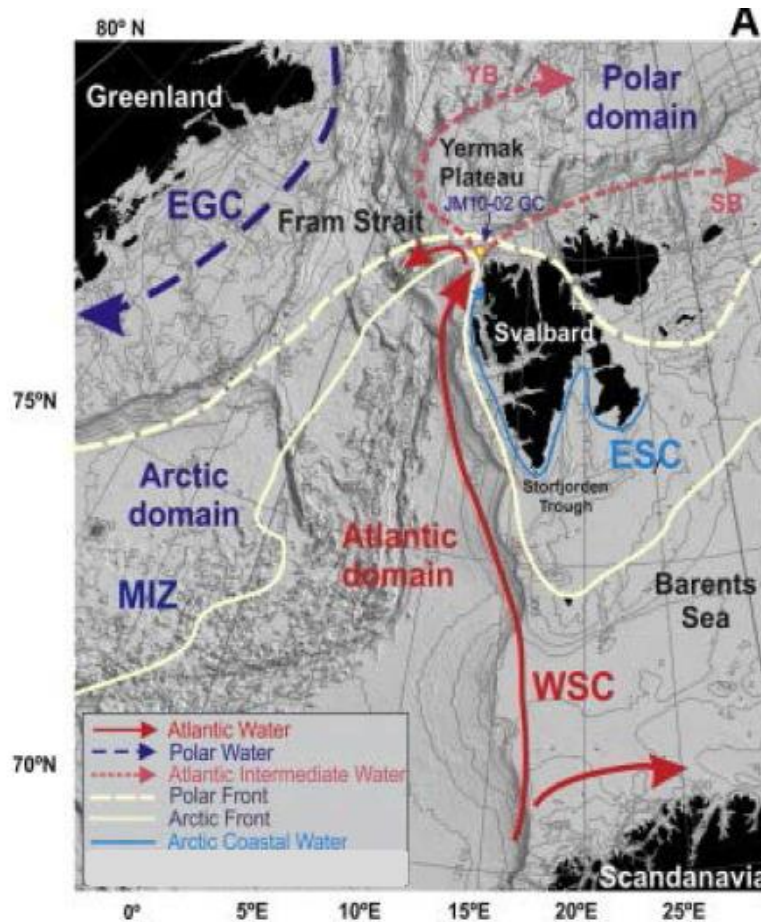 A
80° N
Greenland
YB
Polar
domain
Yermak
Plateau
JM10-02 GC
EGC
Fram Strait
SB
Svalbard
75°N
ESC
Arctic
domain
Storfjorden
Trough
Atlantic
domain
MIZ
Barents
Sea
WSC
Atlantic Water
Polar Water
Atlantic Intermediate Water
Polar Front
Arctic Front
Arctic Coastal Water
70°N
Scandanavia
0° 5°E 10°E 15°E 20°E 25°E